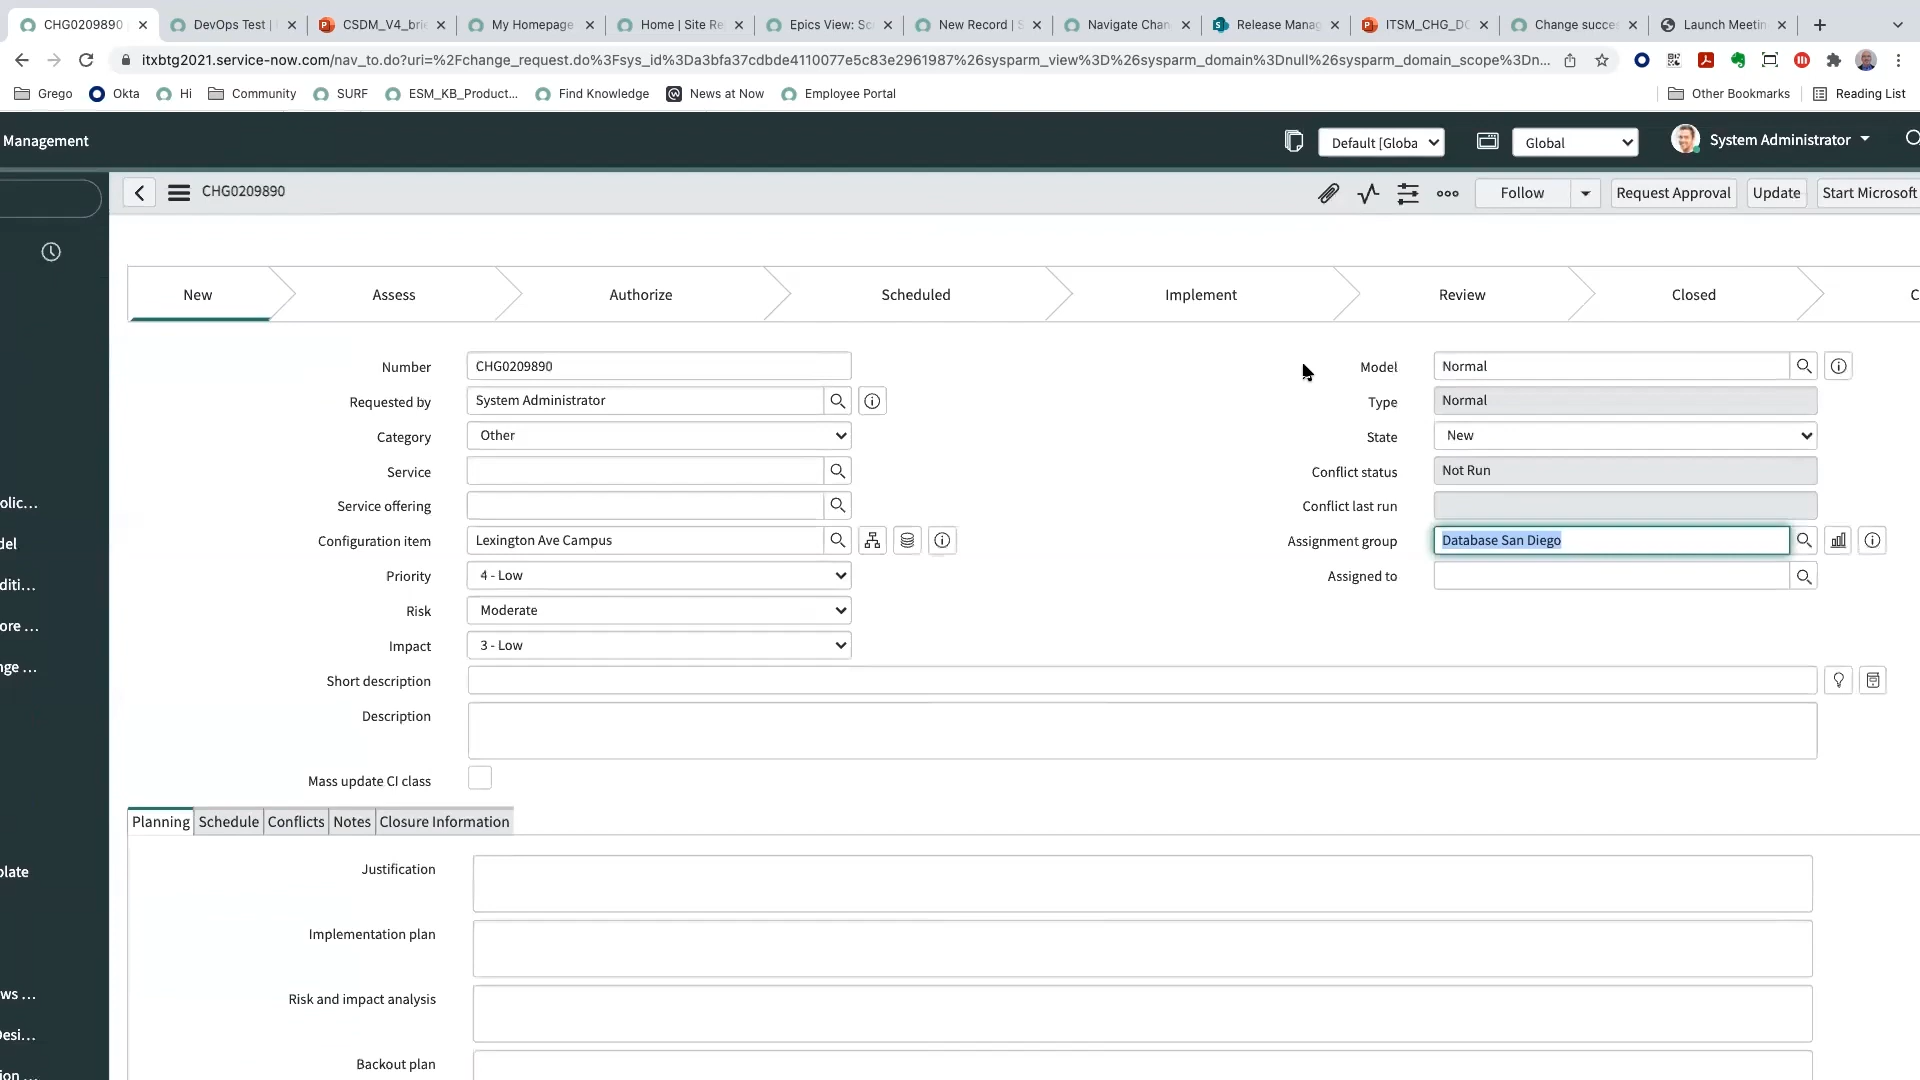 CHG0209890
DevOps Test |
CSDM_V4_brie
My Homepage
Home | Site Re
Epics View: Sc
New Record | S
Navigate Chan
Release Manag
ITSM_CHG_DO
Change succes
Launch Meetin
itxbtg2021.service-now.com/nav_to.do?uri=%2Fchange_request.do%3Fsys_id%3Da3bfa37cdbde4110077e5c83e2961987%26sysparm_view%3D%26sysparm_domain%3Dnull%26sysparm_domain_scope%3Dn...
Grego
Okta
Hi
Community
SURF
ESM_KB_Product...
Find Knowledge
News at Now
Employee Portal
Other Bookmarks
Reading List
Management
Default [Globa
Global
System Administrator
CHG0209890
Follow
Request Approval
Update
Start Microsoft
New
Assess
Authorize
Scheduled
Implement
Review
Closed
C
Number
CHG0209890
Model
Normal
Requested by
System Administrator
Type
Normal
Category
Other
State
New
Service
Conflict status
Not Run
Service offering
Conflict last run
Configuration item
Lexington Ave Campus
Assignment group
Database San Diego
Priority
4 - Low
Assigned to
Risk
Moderate
Impact
3 - Low
Short description
Description
Mass update CI class
Planning
Schedule
Conflicts
Notes
Closure Information
Justification
Implementation plan
Risk and impact analysis
Backout plan
olic...
del
diti...
ore ...
nge ...
plate
ws ...
Desi...
ion ...